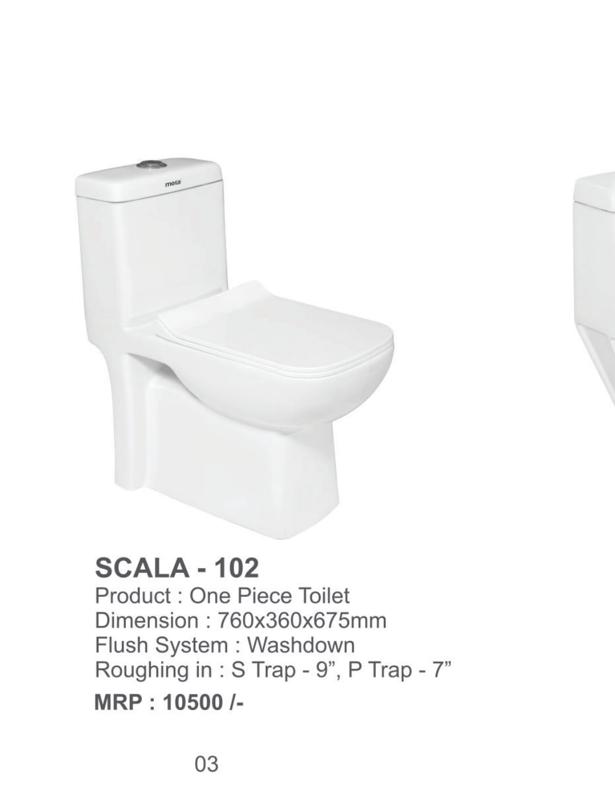 SCALA - 102
Product : One Piece Toilet
Dimension : 760x360x675mm
Flush System : Washdown
Roughing in : S Trap - 9”, P Trap - 7”
MRP : 10500 /-
03